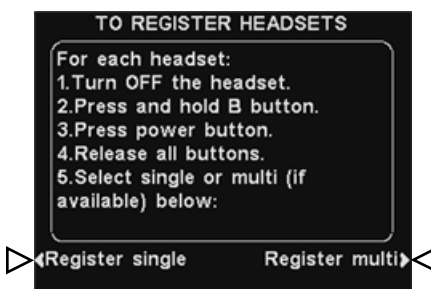 TO REGISTER HEADSETS
For each headset:
1.Turn OFF the headset.
2.Press and hold B button.
3.Press power button.
4.Release all buttons.
5.Select single or multi (if
available) below:
Register single Register multi